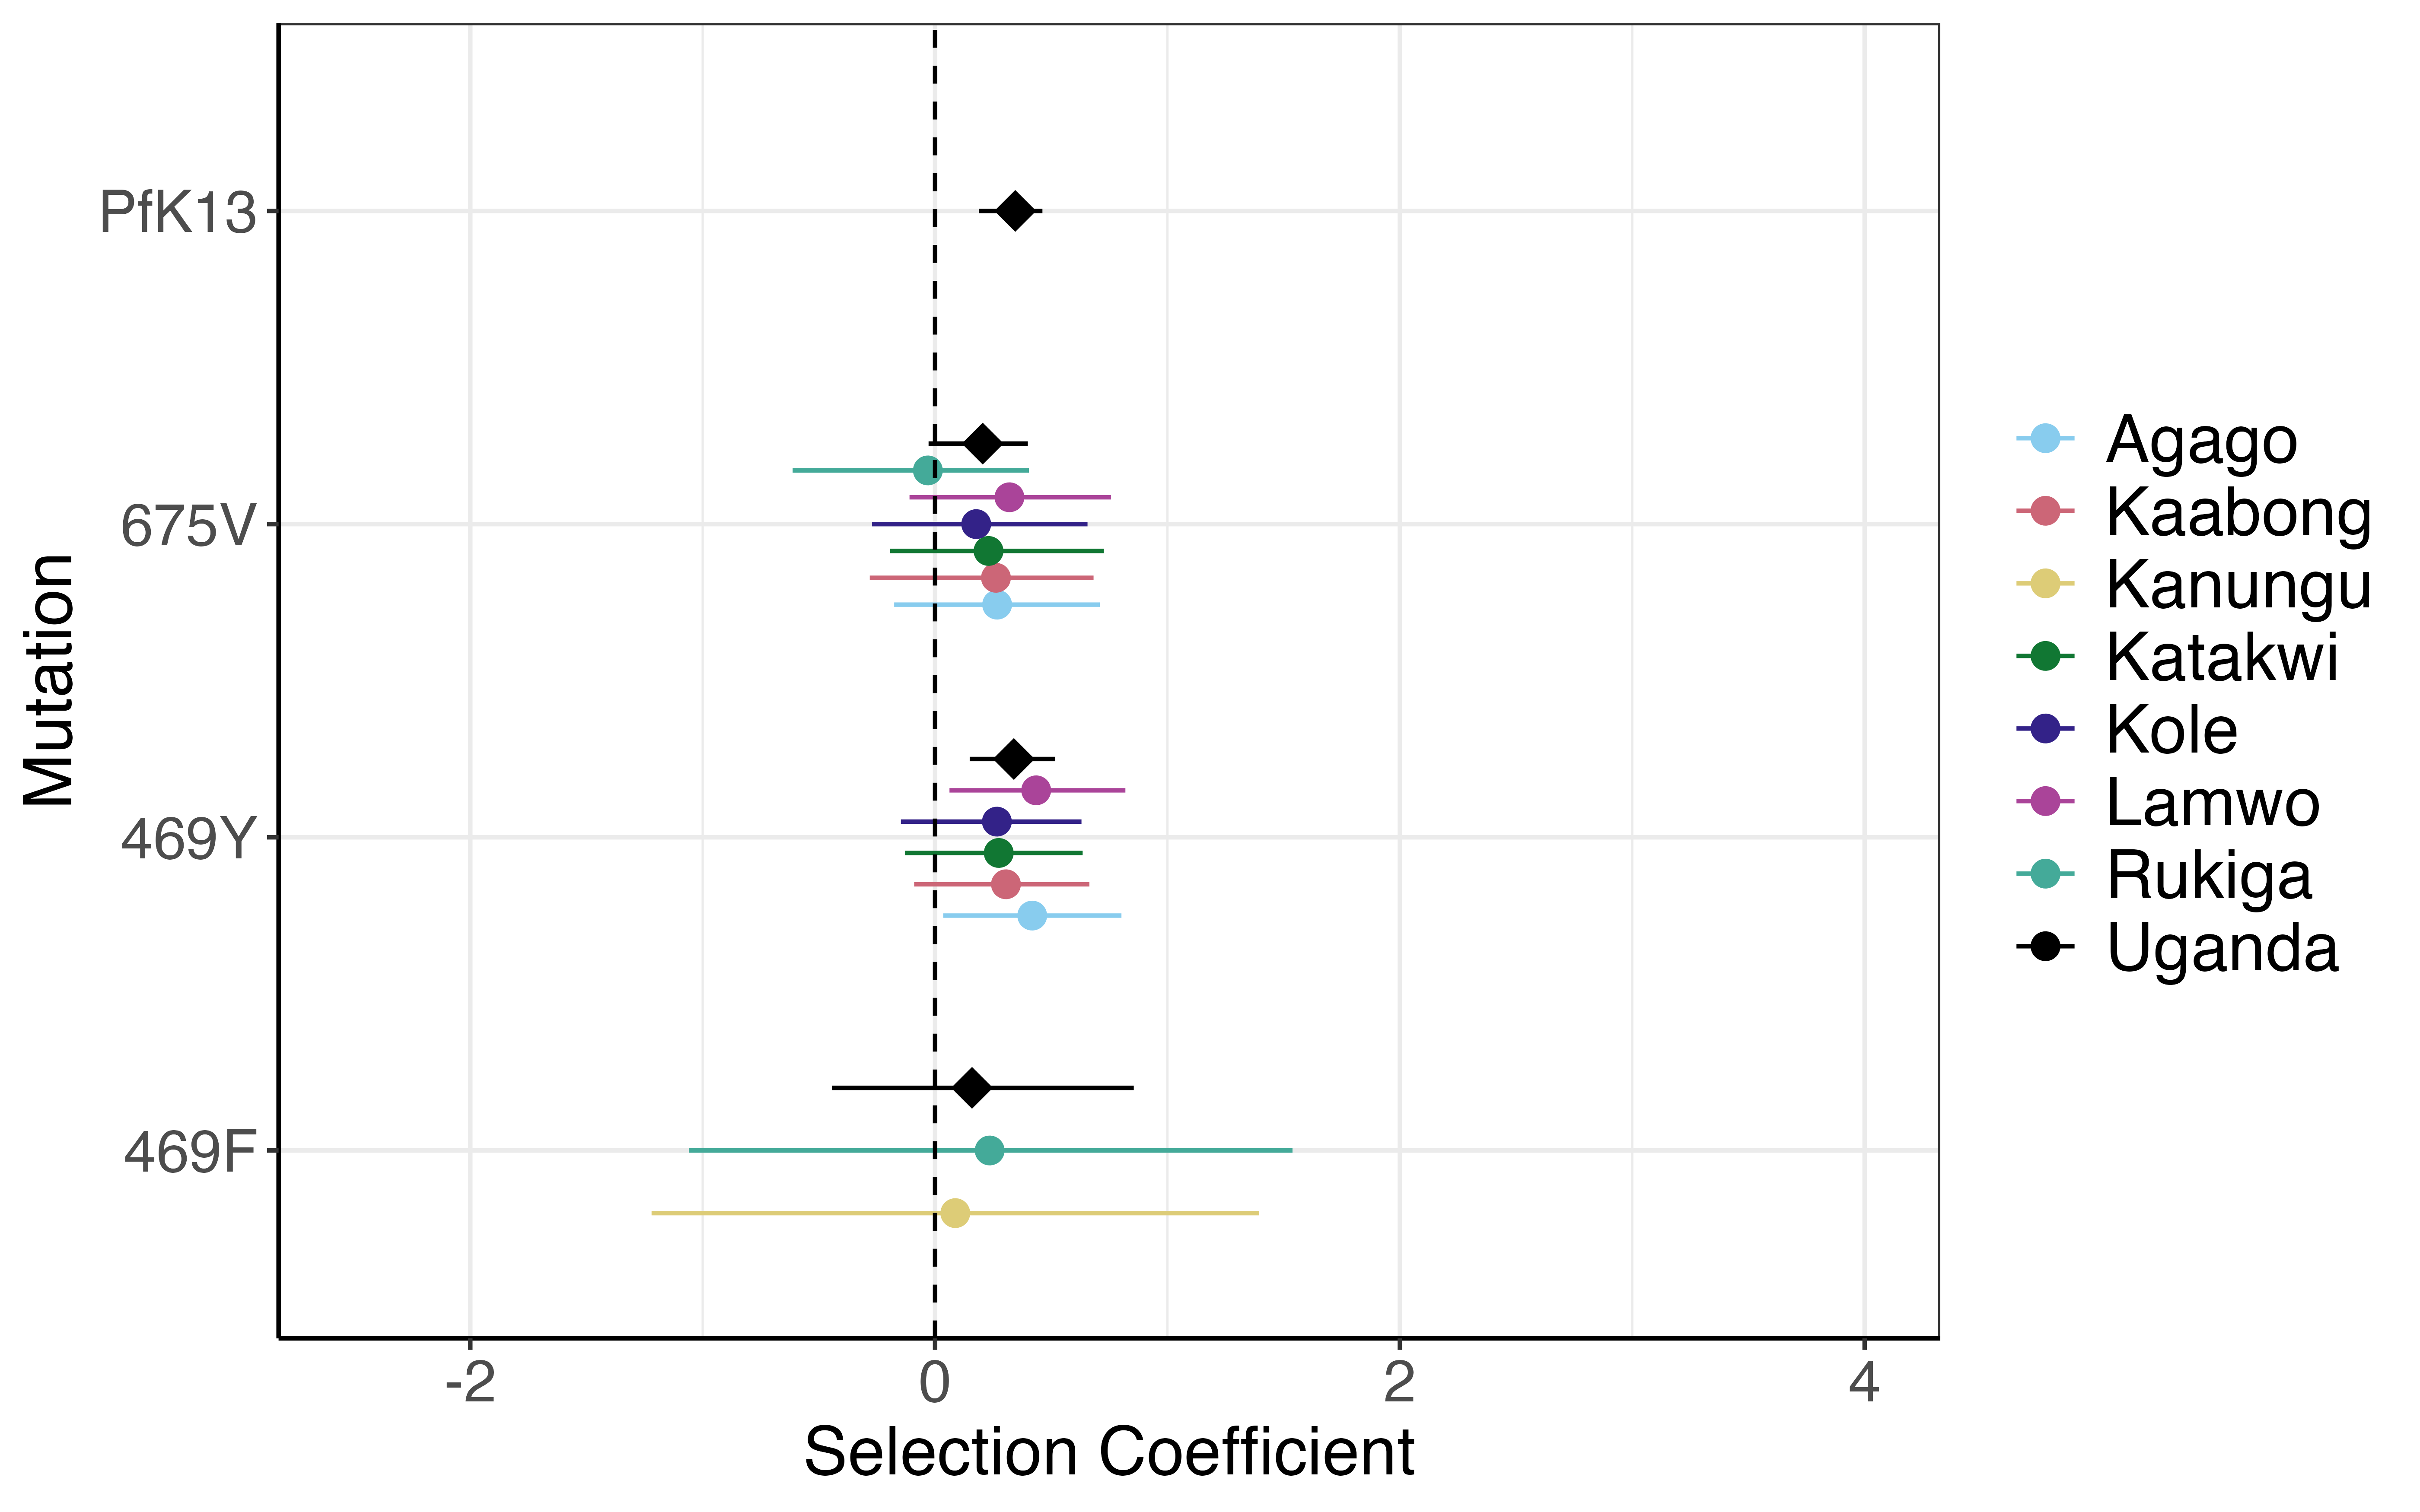 Mutation
PfK13
675V
469Y
469F
-2
0
2
4
Selection Coefficient
Agago
Kaabong
Kanungu
Katakwi
Kole
Lamwo
Rukiga
Uganda